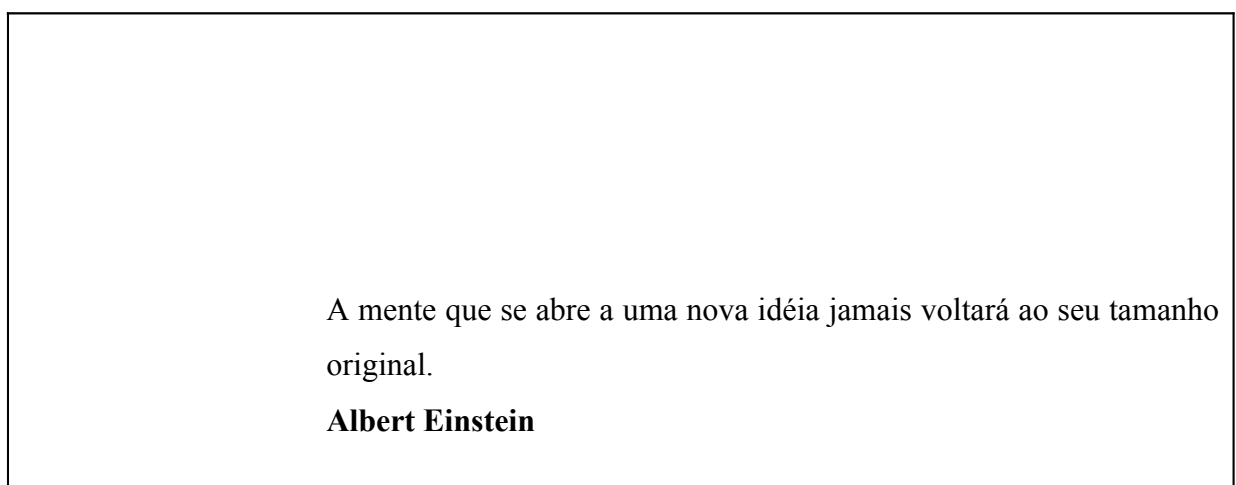 A mente que se abre a uma nova idéia jamais voltará ao seu tamanho
original.
Albert Einstein